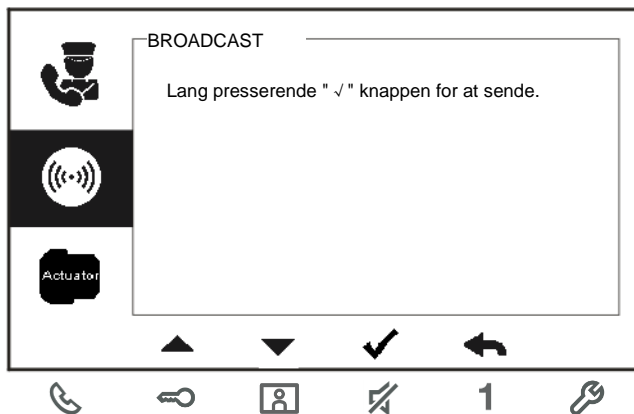 BROADCAST
Lang presserende " √ " knappen for at sende.
Actuator
1